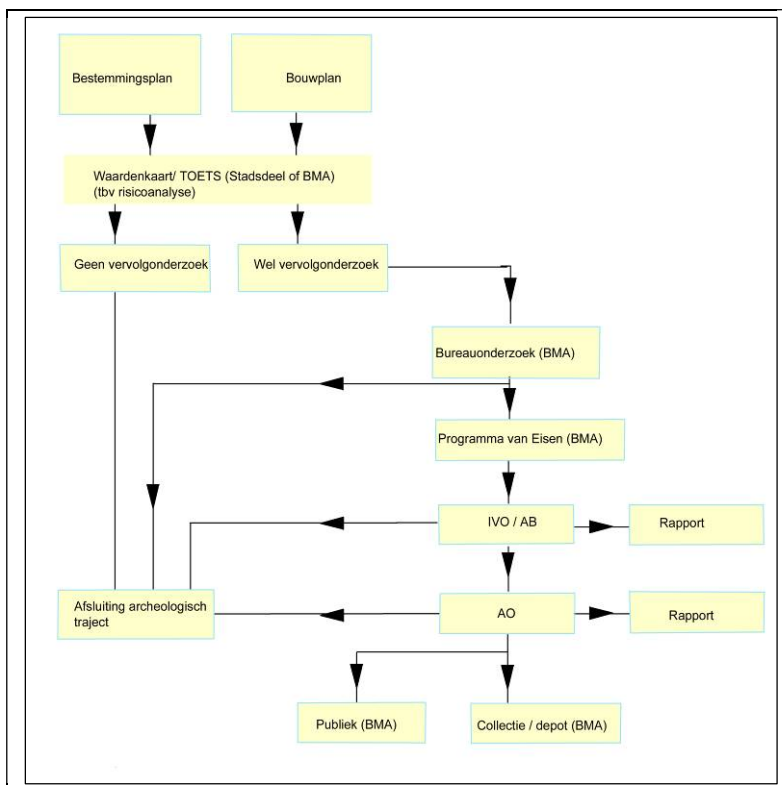 Bestemmingsplan
Bouwplan
Waardenkaart/ TOETS (Stadsdeel of BMA)
(tbv risicoanalyse)
Geen vervolgonderzoek
Wel vervolgonderzoek
Bureauonderzoek (BMA)
Programma van Eisen (BMA)
IVO / AB
Rapport
Afsluiting archeologisch
traject
AO
Rapport
Publiek (BMA)
Collectie / depot (BMA)